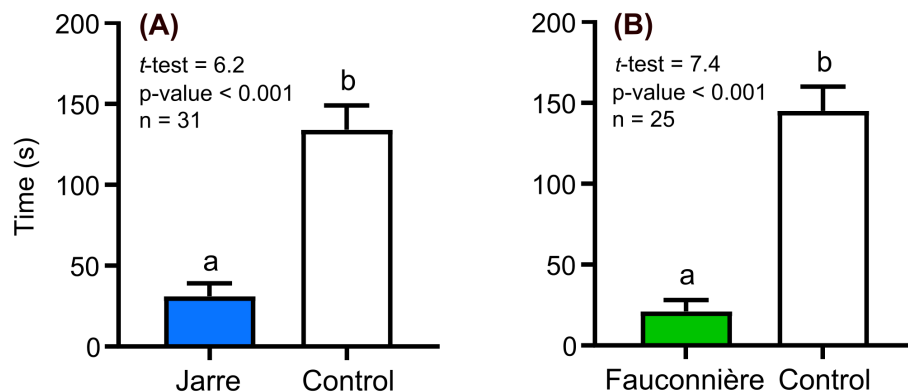 (A)
t-test = 6.2
p-value < 0.001
n = 31
Time (s)
200
150
100
50
0
a
b
Jarre
Control
(B)
t-test = 7.4
p-value < 0.001
n = 25
200
150
100
50
0
a
b
Fauconnière
Control